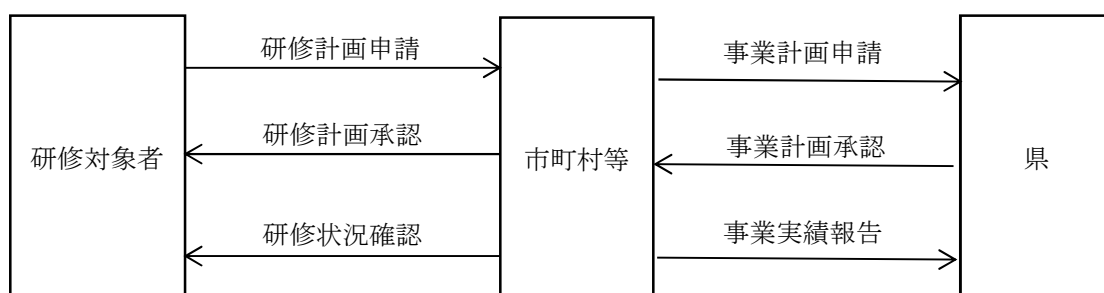 研修計画申請
事業計画申請
研修計画承認
事業計画承認
研修対象者
市町村等
県
研修状況確認
事業実績報告